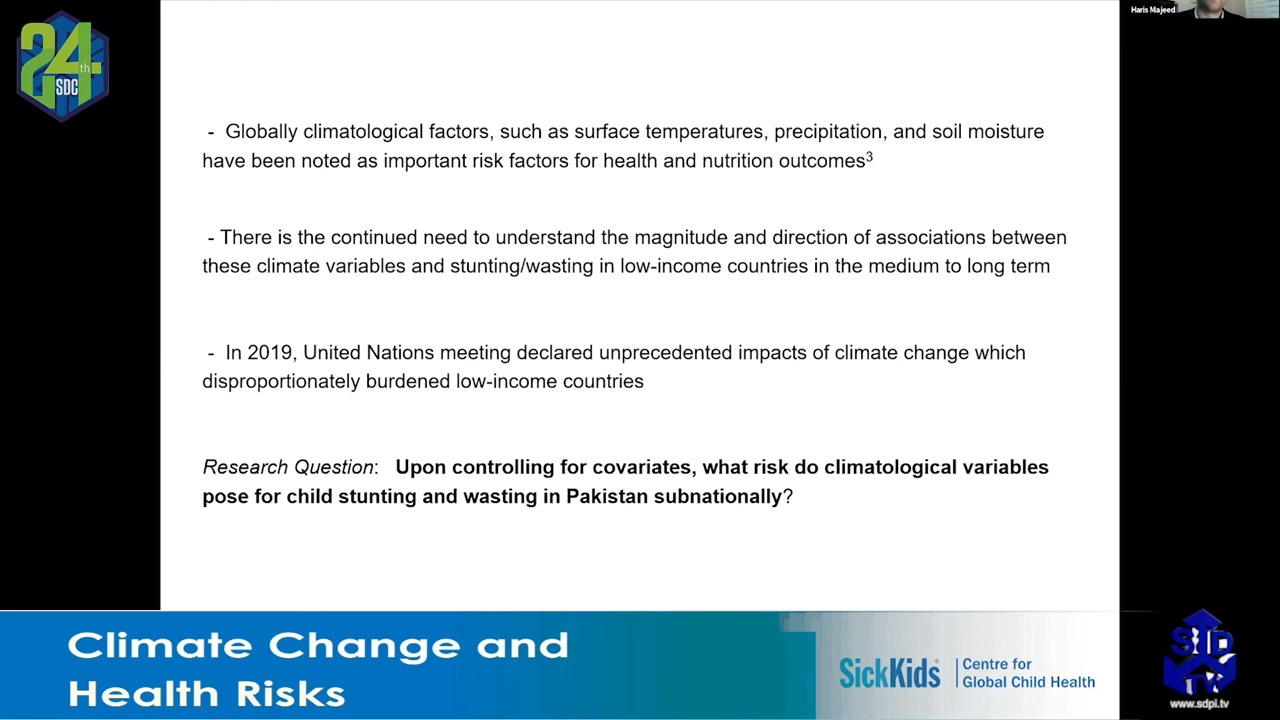 24th
SDC
Haris Majeed
- Globally climatological factors, such as surface temperatures, precipitation, and soil moisture
have been noted as important risk factors for health and nutrition outcomes³
- There is the continued need to understand the magnitude and direction of associations between
these climate variables and stunting/wasting in low-income countries in the medium to long term
- In 2019, United Nations meeting declared unprecedented impacts of climate change which
disproportionately burdened low-income countries
Research Question: Upon controlling for covariates, what risk do climatological variables
pose for child stunting and wasting in Pakistan subnationally?
Climate Change and
Health Risks
SickKids
Centre for
Global Child Health
SDPI
TV
www.sdpi.tv